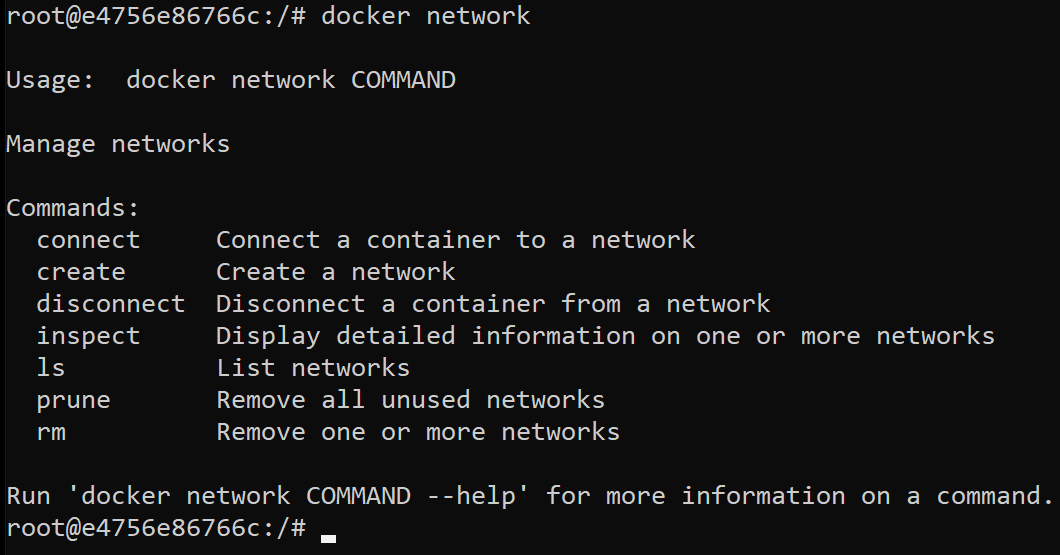 root@e4756e86766c:/# docker network
Usage:  docker network COMMAND
Manage networks
Commands:
  connect     Connect a container to a network
  create      Create a network
  disconnect  Disconnect a container from a network
  inspect     Display detailed information on one or more networks
  ls          List networks
  prune       Remove all unused networks
  rm          Remove one or more networks
Run 'docker network COMMAND --help' for more information on a command.
root@e4756e86766c:/#